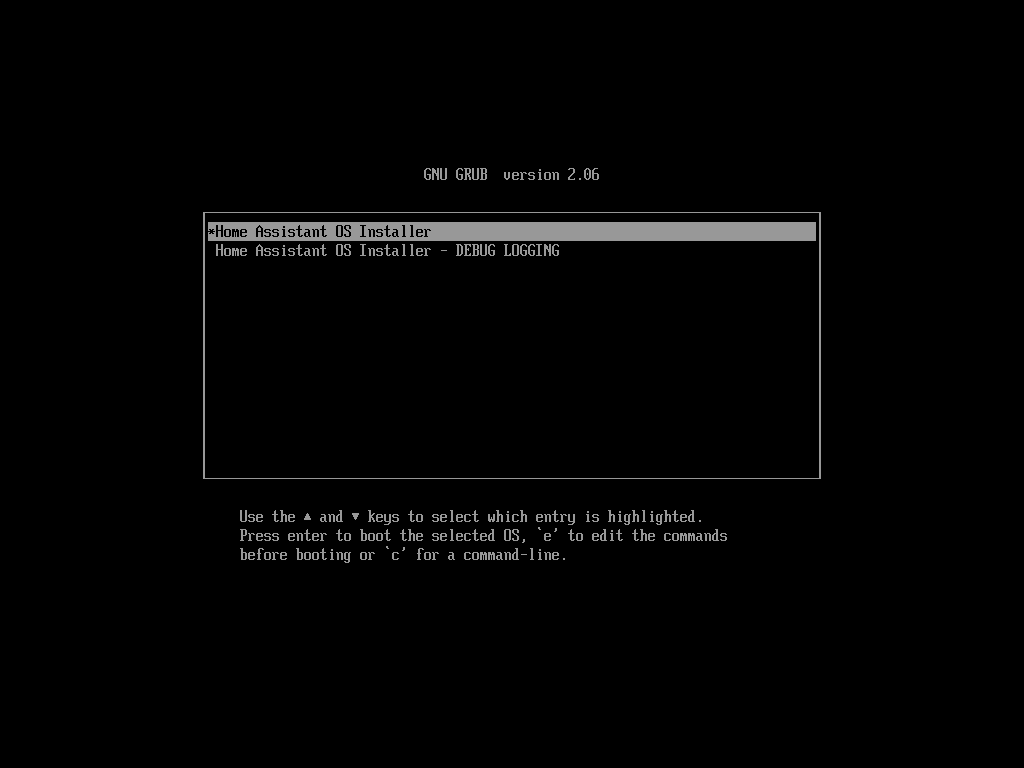 GNU GRUB  version 2.06
*Home Assistant OS Installer
Home Assistant OS Installer - DEBUG LOGGING
Use the ▲ and ▼ keys to select which entry is highlighted.
Press enter to boot the selected OS, `e' to edit the commands
before booting or `c' for a command-line.